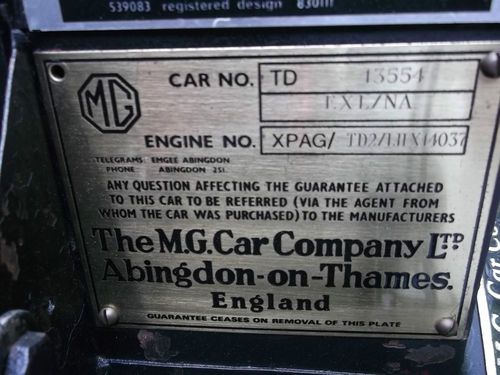 539083 registered design 830111
MG
CAR NO. TD 13554
EXL/NA
ENGINE NO. XPAG/ TD2/LHX14037
TELEGRAMS: EMGEE ABINGDON
PHONE: ABINGDON 251.
ANY QUESTION AFFECTING THE GUARANTEE ATTACHED
TO THIS CAR TO BE REFERRED (VIA THE AGENT FROM
WHOM THE CAR WAS PURCHASED) TO THE MANUFACTURERS
The M.G. Car Company LTD
Abingdon-on-Thames.
England
GUARANTEE CEASES ON REMOVAL OF THIS PLATE